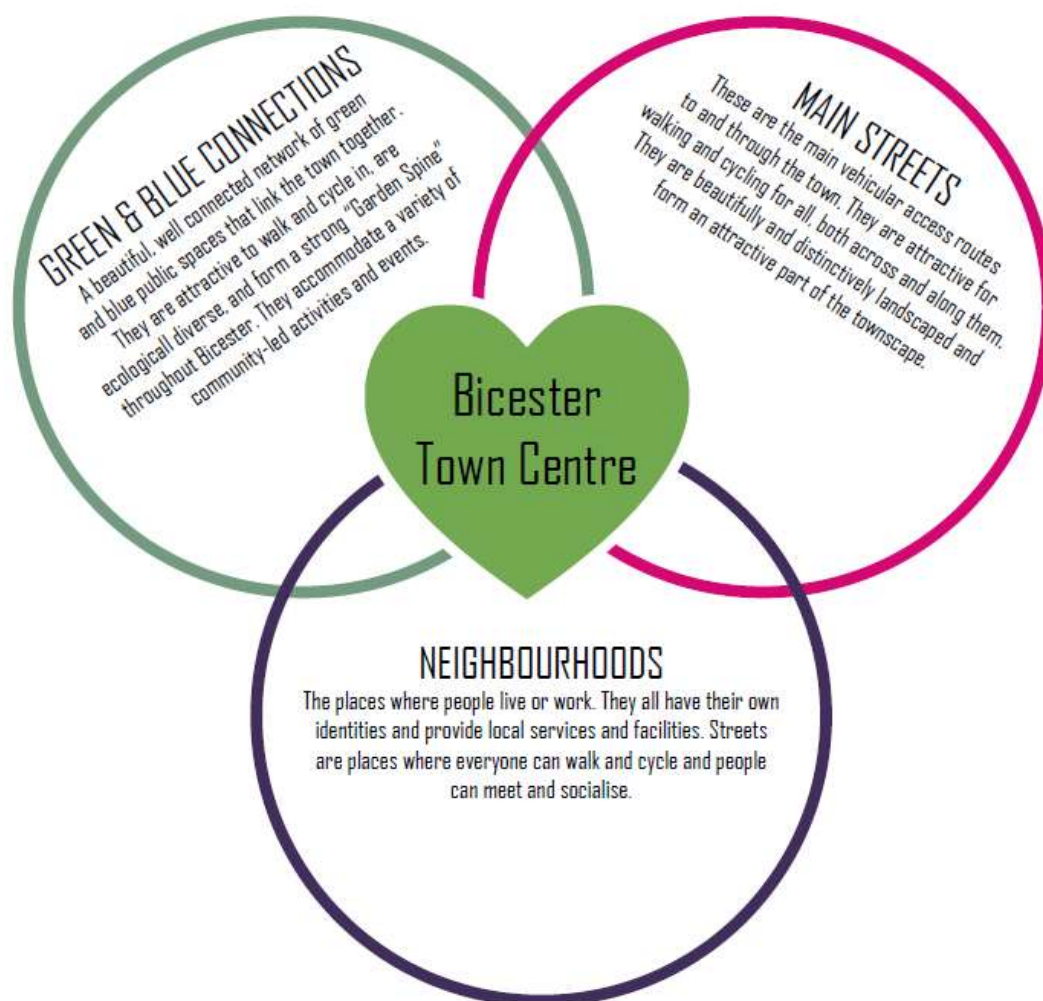 GREEN & BLUE CONNECTIONS
A beautiful, well connected network of green
and blue public spaces that link the town together.
They are attractive to walk and cycle in, are
ecologicall diverse, and form a strong "Garden Spine"
throughout Bicester. They accommodate a variety of
community-led activities and events.
MAIN STREETS
These are the main vehicular access routes
to and through the town. They are attractive for
walking and cycling for all, both across and along them.
They are beautifully and distinctively landscaped and
form an attractive part of the townscape.
Bicester
Town Centre
NEIGHBOURHOODS
The places where people live or work. They all have their own
identities and provide local services and facilities. Streets
are places where everyone can walk and cycle and people
can meet and socialise.